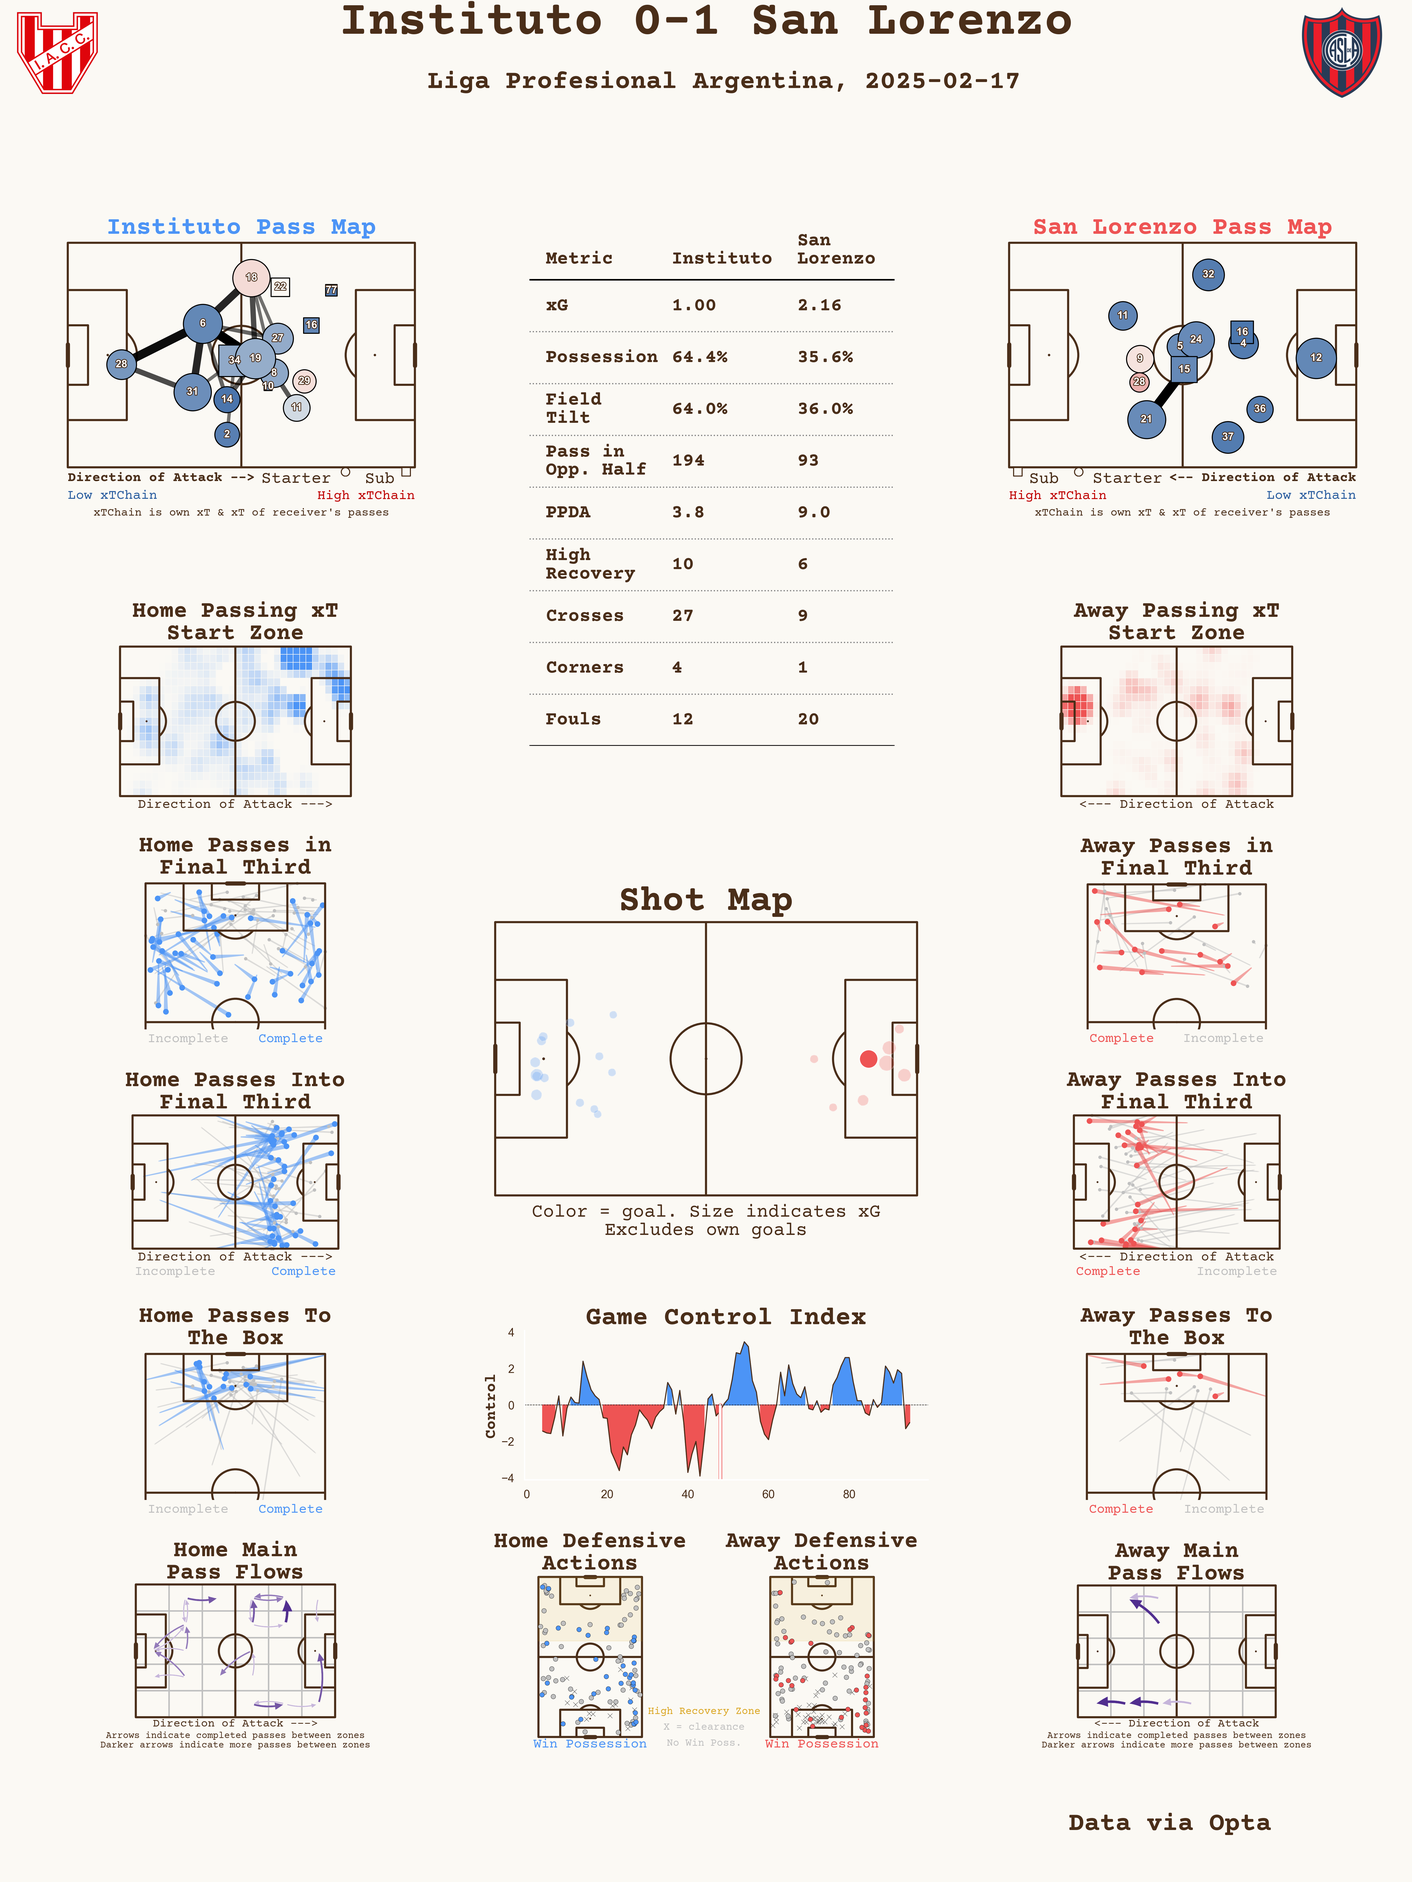 Instituto 0-1 San Lorenzo
Liga Profesional Argentina, 2025-02-17
I. A. C. C.
Instituto Pass Map
18
22
77
6
16
27
28
34
19
8
29
10
31
14
11
2
Direction of Attack --> Starter Sub
Low xTChain High xTChain
xTChain is own xT & xT of receiver's passes
Metric Instituto San Lorenzo
xG 1.00 2.16
Possession 64.4% 35.6%
Field Tilt 64.0% 36.0%
Pass in Opp. Half 194 93
PPDA 3.8 9.0
High Recovery 10 6
Crosses 27 9
Corners 4 1
Fouls 12 20
San Lorenzo Pass Map
32
11
16
5
24
4
9
12
15
28
21
36
37
Sub Starter <-- Direction of Attack
High xTChain Low xTChain
xTChain is own xT & xT of receiver's passes
Home Passing xT
Start Zone
Direction of Attack --->
Away Passing xT
Start Zone
<--- Direction of Attack
Home Passes in
Final Third
Incomplete Complete
Away Passes in
Final Third
Complete Incomplete
Shot Map
Color = goal. Size indicates xG
Excludes own goals
Home Passes Into
Final Third
Direction of Attack --->
Incomplete Complete
Away Passes Into
Final Third
<--- Direction of Attack
Complete Incomplete
Home Passes To
The Box
Incomplete Complete
Game Control Index
Control
4
2
0
−2
−4
0 20 40 60 80
Away Passes To
The Box
Complete Incomplete
Home Main
Pass Flows
Direction of Attack --->
Arrows indicate completed passes between zones
Darker arrows indicate more passes between zones
Home Defensive
Actions
Win Possession
High Recovery Zone
X = clearance
No Win Poss.
Away Defensive
Actions
Win Possession
Away Main
Pass Flows
<--- Direction of Attack
Arrows indicate completed passes between zones
Darker arrows indicate more passes between zones
Data via Opta